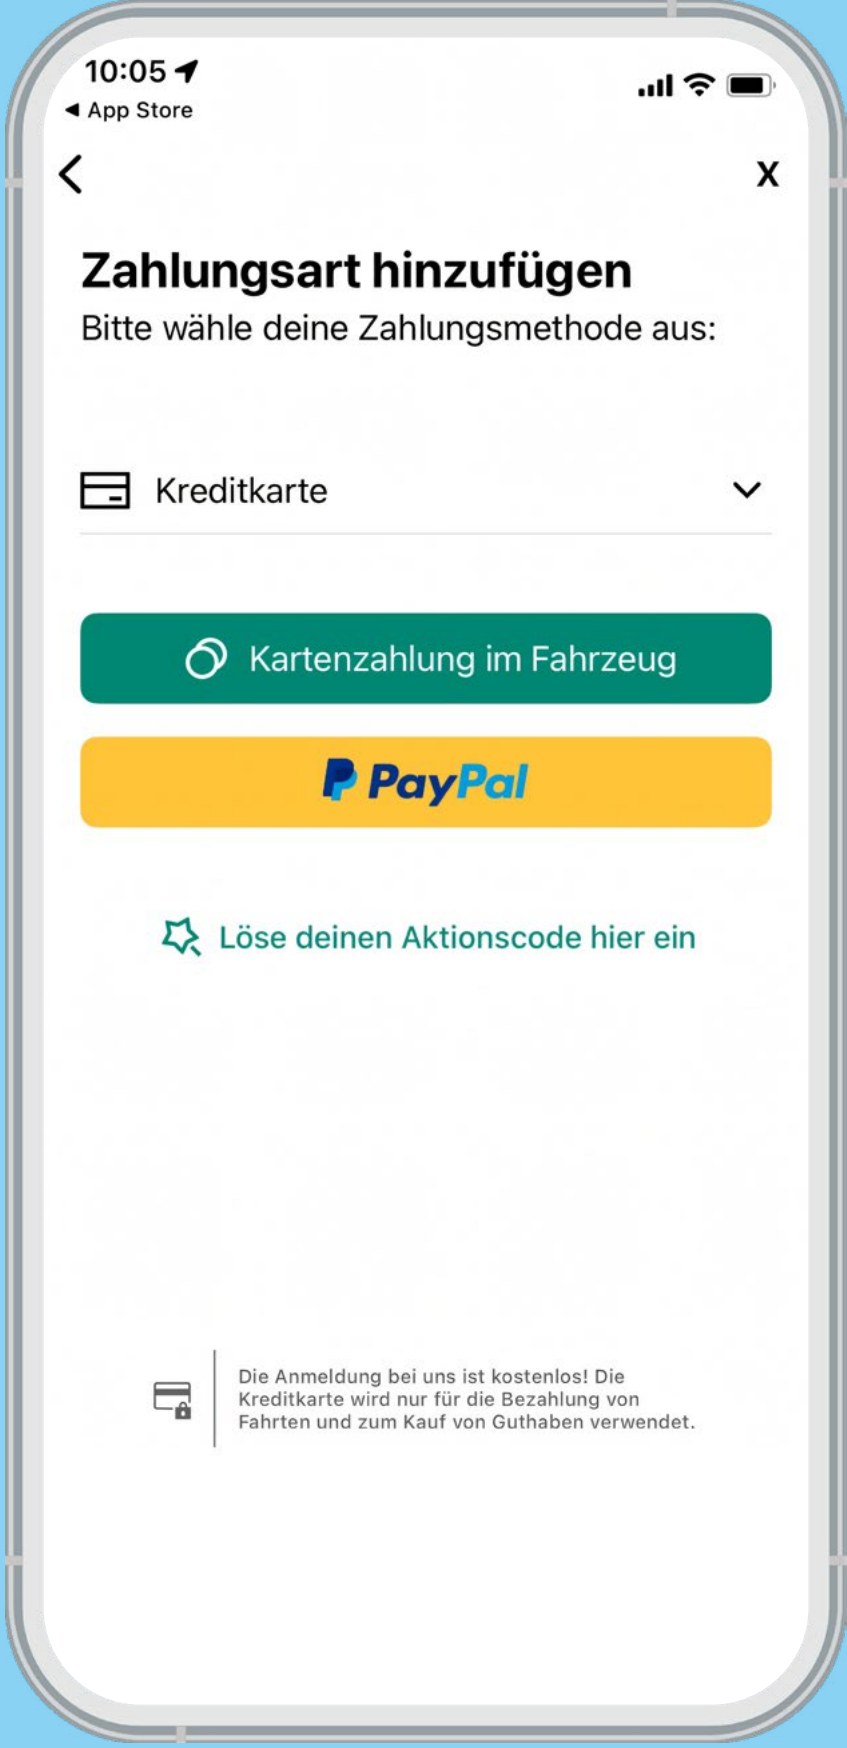 10:05
App Store
X
Zahlungsart hinzufügen
Bitte wähle deine Zahlungsmethode aus:
Kreditkarte
Kartenzahlung im Fahrzeug
PayPal
Löse deinen Aktionscode hier ein
Die Anmeldung bei uns ist kostenlos! Die
Kreditkarte wird nur für die Bezahlung von
Fahrten und zum Kauf von Guthaben verwendet.